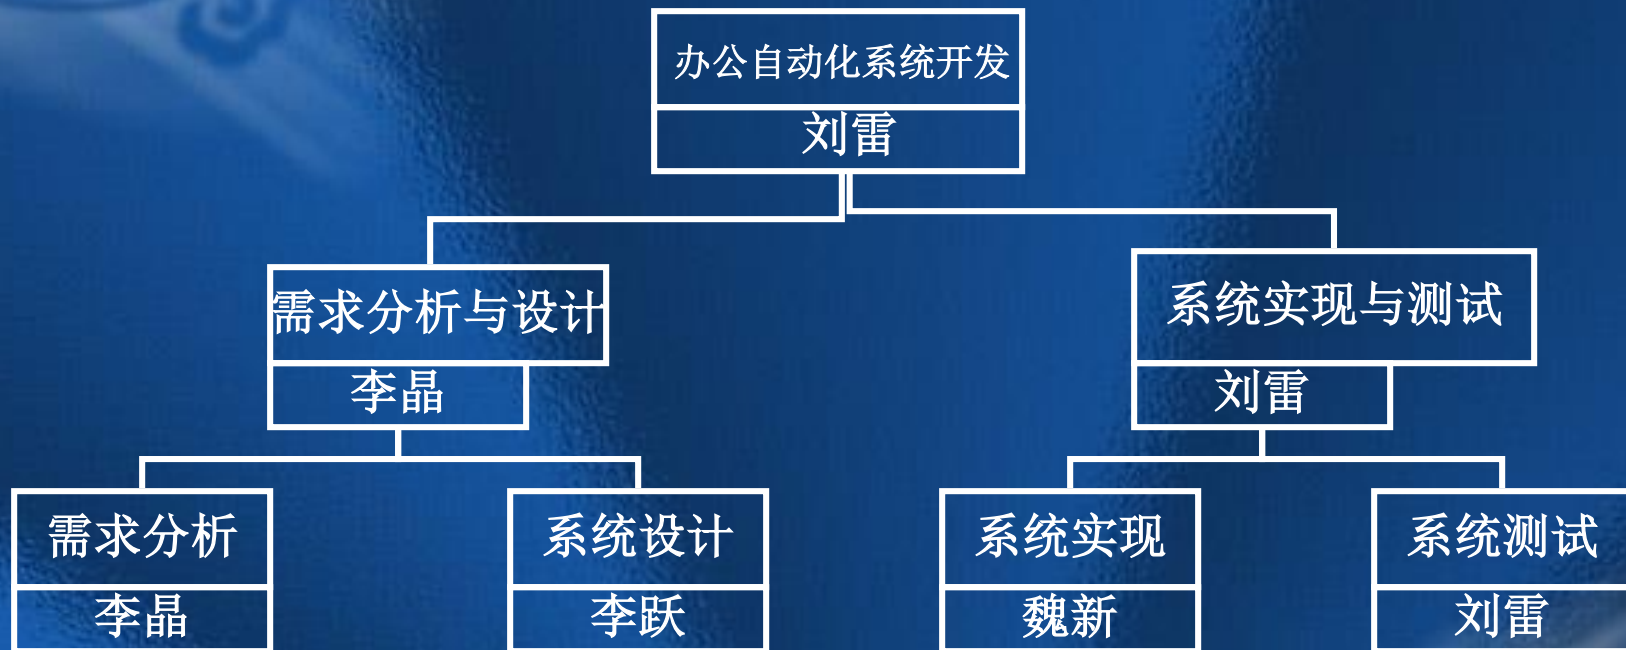 办公自动化系统开发
刘雷
需求分析与设计
李晶
系统实现与测试
刘雷
需求分析
李晶
系统设计
李跃
系统实现
魏新
系统测试
刘雷